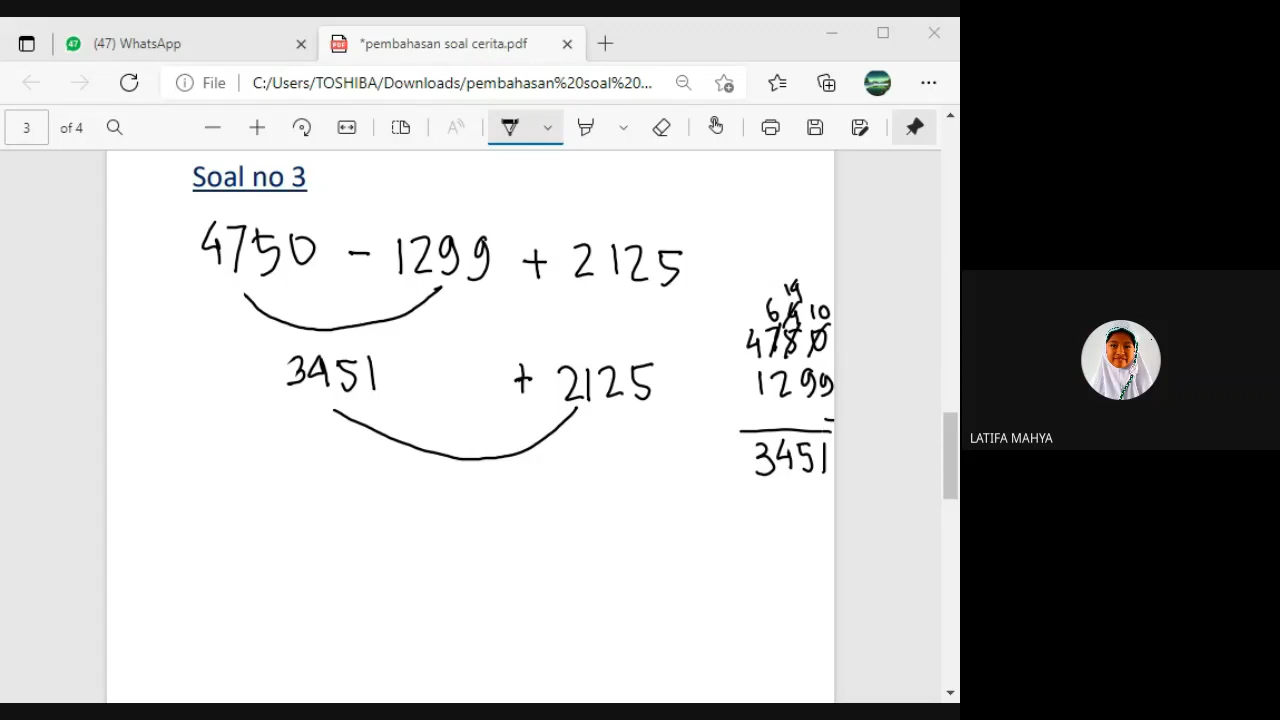 (47) WhatsApp
*pembahasan soal cerita.pdf
File
C:/Users/TOSHIBA/Downloads/pembahasan%20soal%20...
3 of 4
Soal no 3
4750 - 1299 + 2125
3451 + 2125
14
6 4 10
4750
1299
-
3451
LATIFA MAHYA